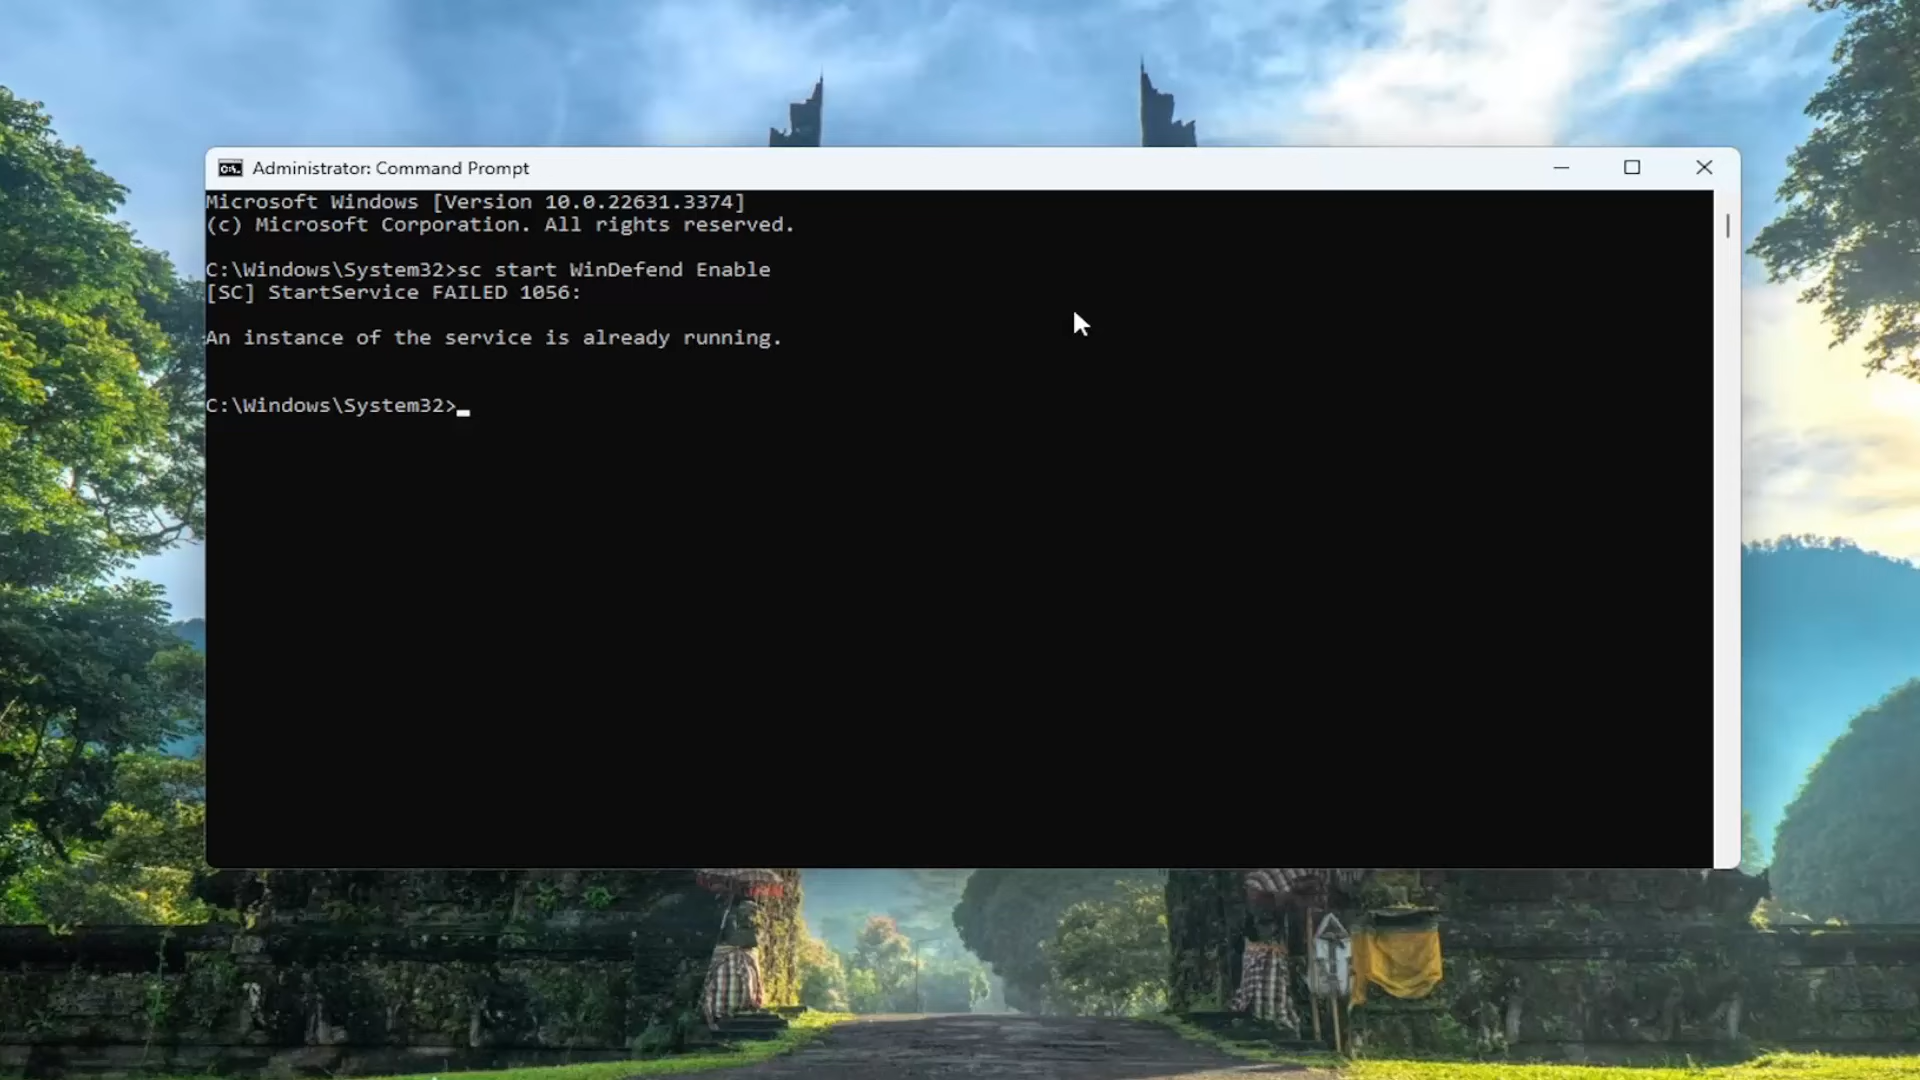 Administrator: Command Prompt
Microsoft Windows [Version 10.0.22631.3374]
(c) Microsoft Corporation. All rights reserved.
C:\Windows\System32>sc start WinDefend Enable
[SC] StartService FAILED 1056:
An instance of the service is already running.
C:\Windows\System32>